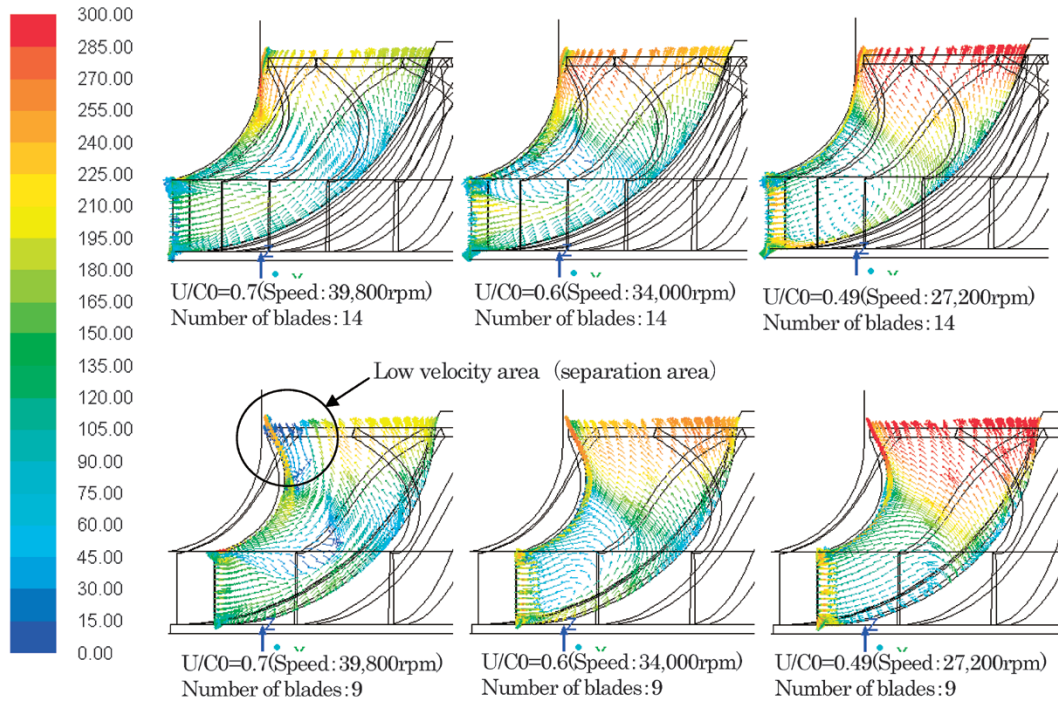 300.00
285.00
270.00
255.00
240.00
225.00
210.00
195.00
180.00
165.00
150.00
135.00
120.00
105.00
90.00
75.00
60.00
45.00
30.00
15.00
0.00
U/C0=0.7(Speed:39,800rpm)
Number of blades:14
U/C0=0.6(Speed:34,000rpm)
Number of blades:14
U/C0=0.49(Speed:27,200rpm)
Number of blades:14
Low velocity area (separation area)
U/C0=0.7(Speed:39,800rpm)
Number of blades:9
U/C0=0.6(Speed:34,000rpm)
Number of blades:9
U/C0=0.49(Speed:27,200rpm)
Number of blades:9